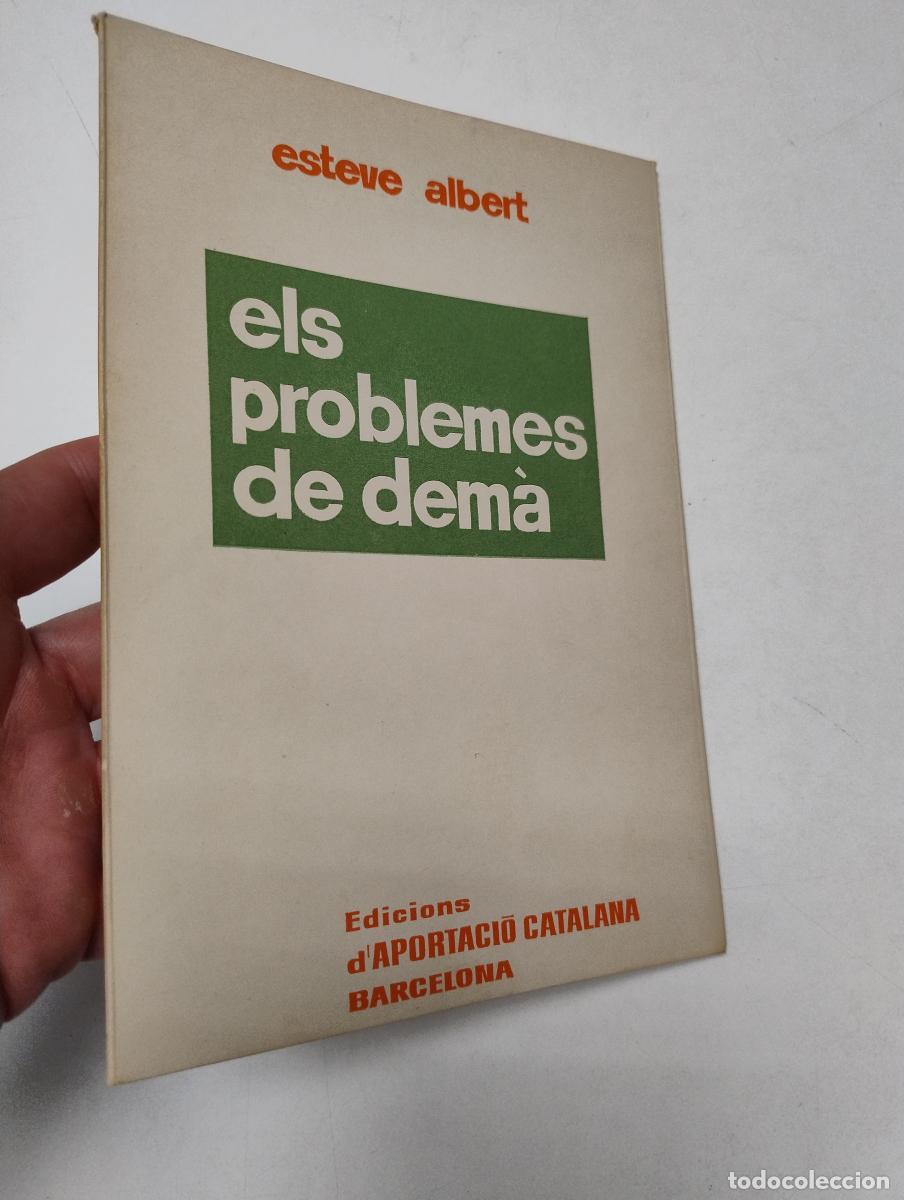 esteve albert
els
problemes
de demà
Edicions
d'APORTACIÓ CATALANA
BARCELONA
todocoleccion